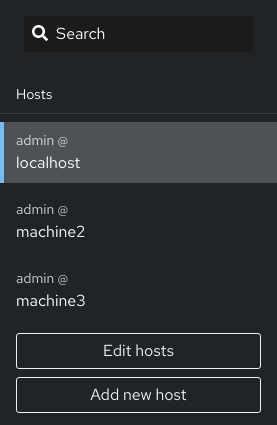 Search
Hosts
admin @
localhost
admin @
machine2
admin @
machine3
Edit hosts
Add new host